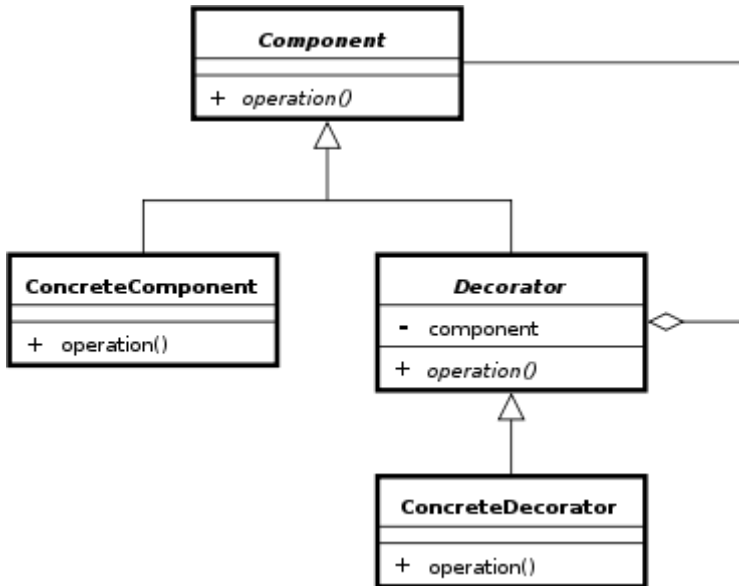 Component
+ operation()
ConcreteComponent
+ operation()
Decorator
- component
+ operation()
ConcreteDecorator
+ operation()